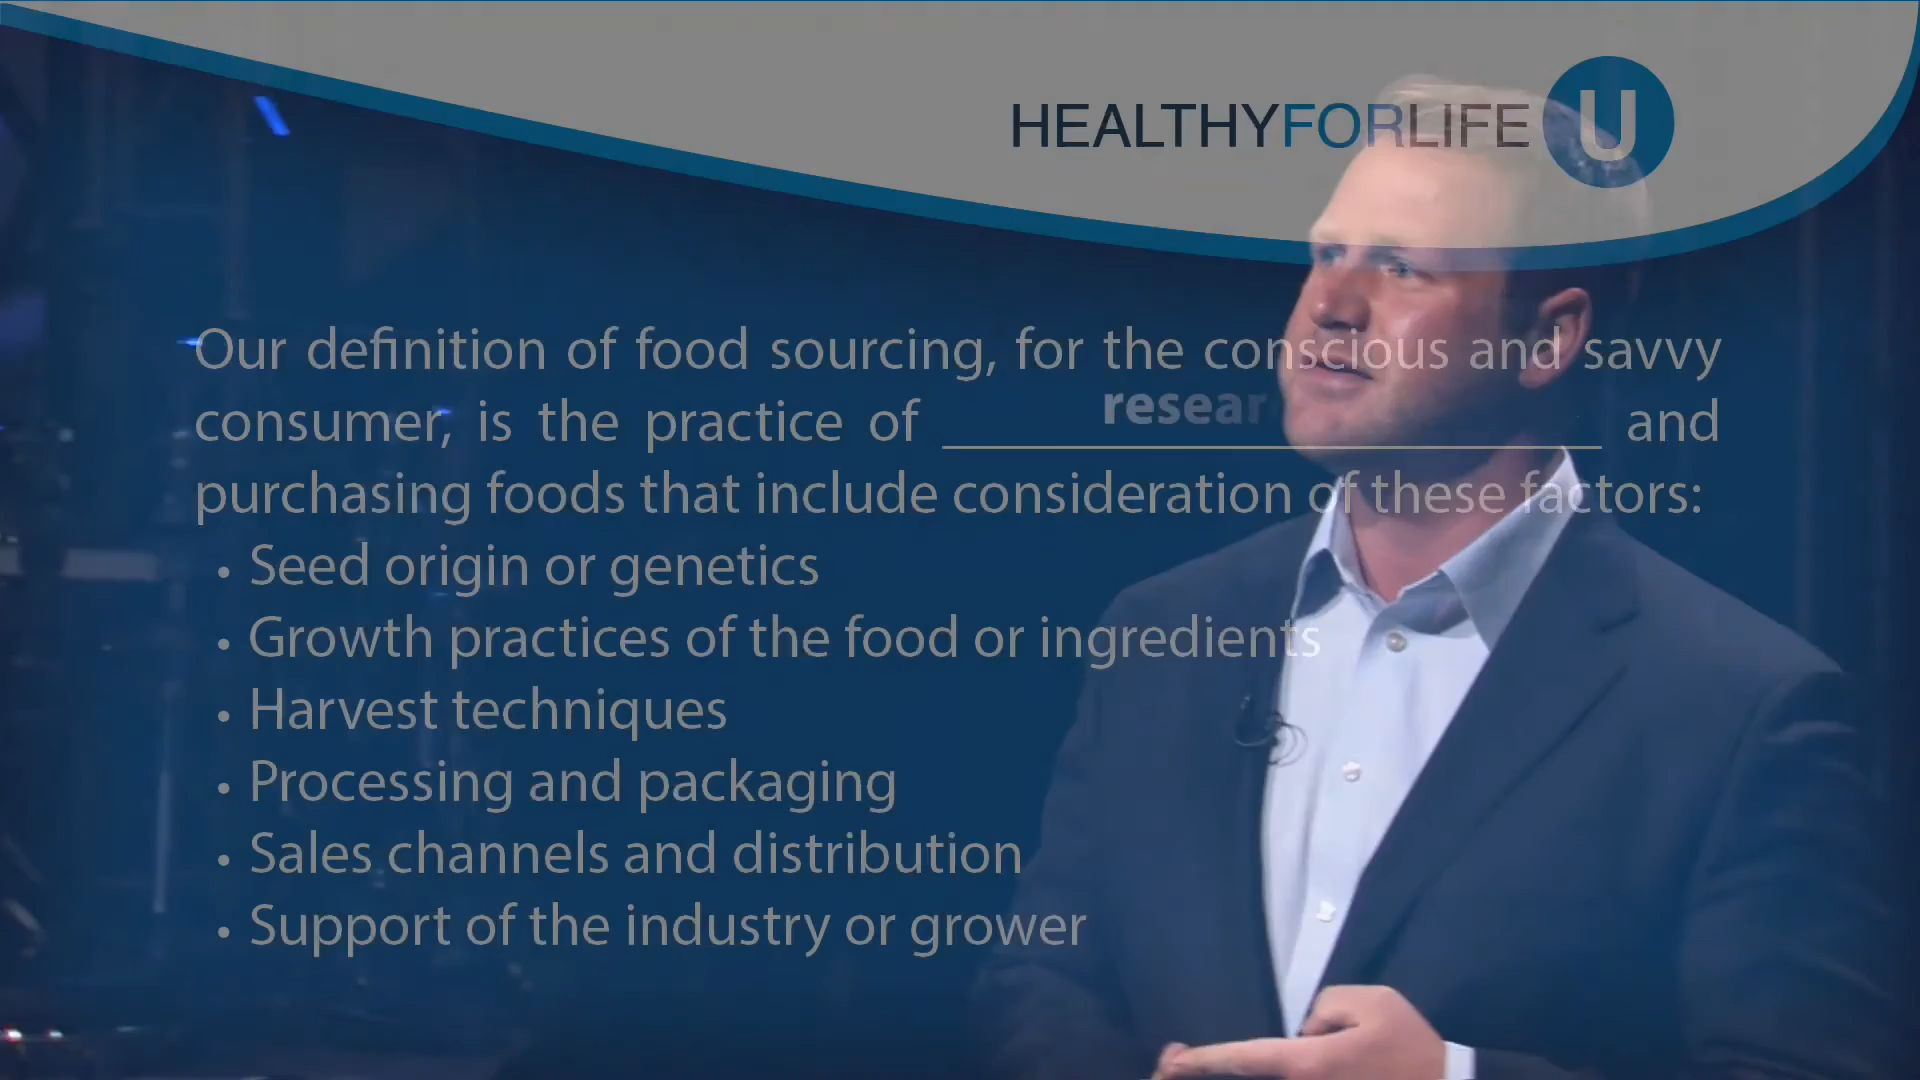 HEALTHYFORLIFE U
Our definition of food sourcing, for the conscious and savvy
consumer, is the practice of resear and
purchasing foods that include consideration of these factors:
• Seed origin or genetics
• Growth practices of the food or ingredients
• Harvest techniques
• Processing and packaging
• Sales channels and distribution
• Support of the industry or grower